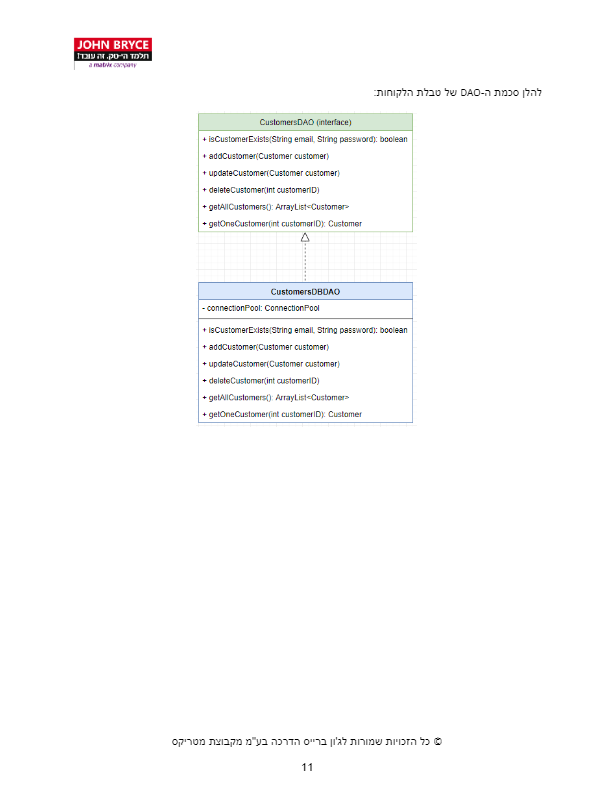 JOHN BRYCE
תלמד היי-טק. זה עובד!
a matrix company
להלן סכמת ה-DAO של טבלת הלקוחות:
CustomersDAO (interface)
+ isCustomerExists(String email, String password): boolean
+ addCustomer(Customer customer)
+ updateCustomer(Customer customer)
+ deleteCustomer(int customerID)
+ getAllCustomers(): ArrayList<Customer>
+ getOneCustomer(int customerID): Customer
CustomersDBDAO
- connectionPool: ConnectionPool
+ isCustomerExists(String email, String password): boolean
+ addCustomer(Customer customer)
+ updateCustomer(Customer customer)
+ deleteCustomer(int customerID)
+ getAllCustomers(): ArrayList<Customer>
+ getOneCustomer(int customerID): Customer
© כל הזכויות שמורות לג'ון ברייס הדרכה בע"מ מקבוצת מטריקס
11